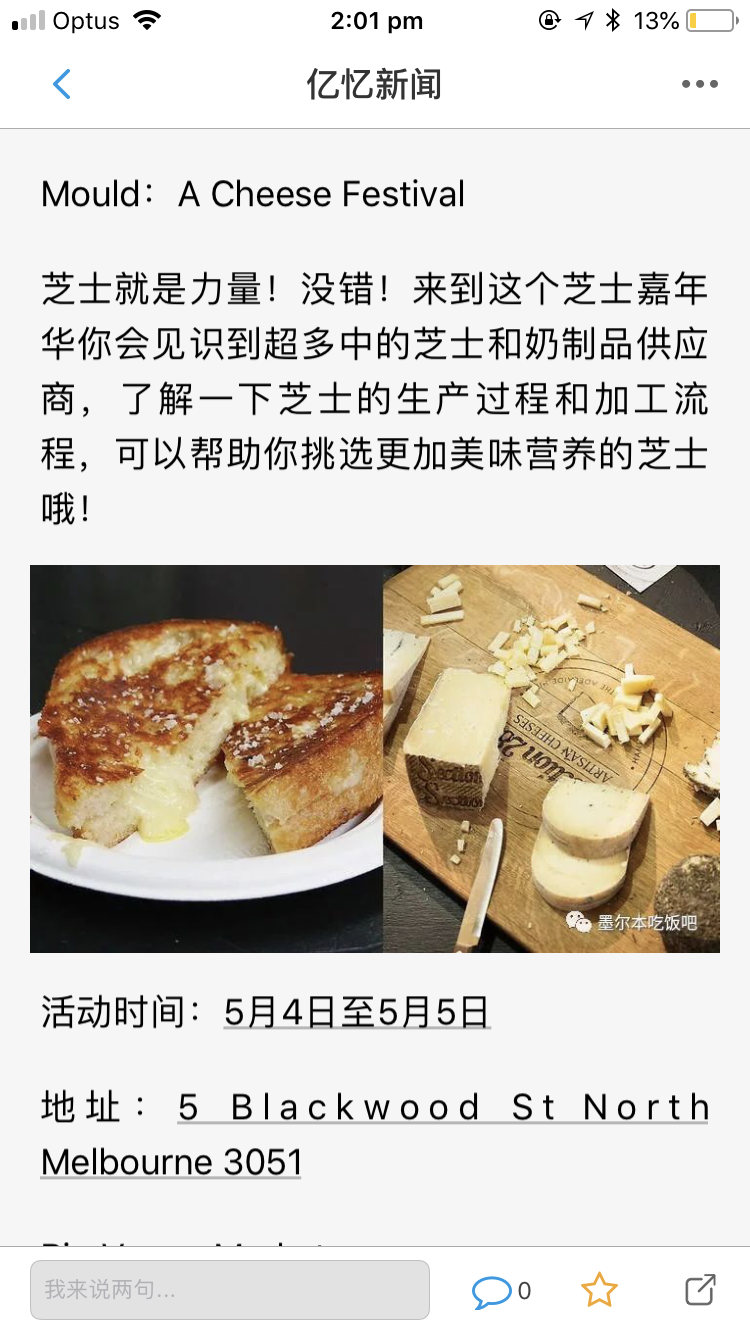 Optus
2:01 pm
13%
亿忆新闻
Mould：A Cheese Festival
芝士就是力量！没错！来到这个芝士嘉年
华你会见识到超多中的芝士和奶制品供应
商，了解一下芝士的生产过程和加工流
程，可以帮助你挑选更加美味营养的芝士
哦！
THE ADELAIDE
ARTISAN CHEESES
Section
墨尔本吃饭吧
活动时间：5月4日至5月5日
地址：5 Blackwood St North
Melbourne 3051
我来说两句...
0